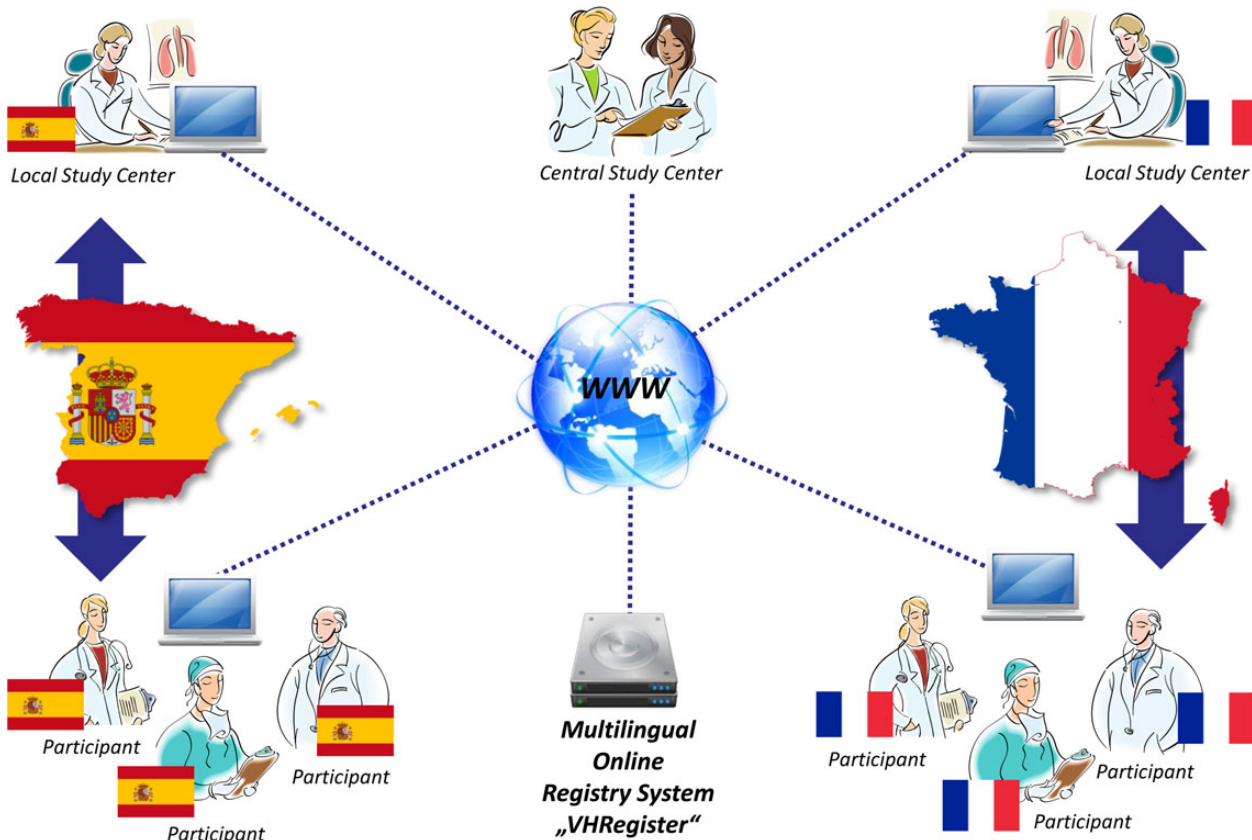 Local Study Center
Central Study Center
Local Study Center
WWW
Participant
Participant
Participant
Multilingual
Online
Registry System
„VHRegister“
Participant
Participant
Participant